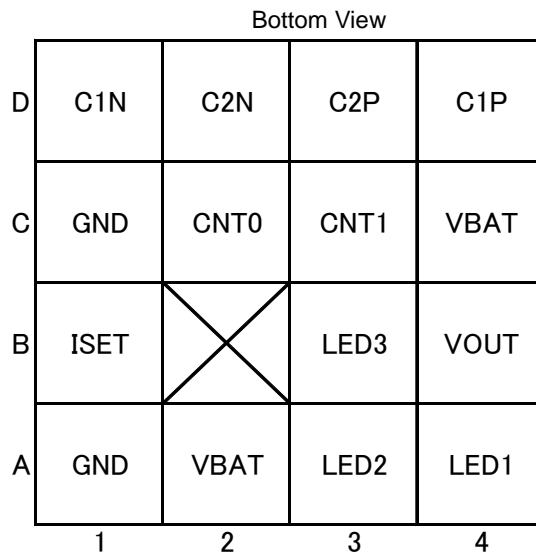 Bottom View
D C1N C2N C2P C1P
C GND CNT0 CNT1 VBAT
B ISET LED3 VOUT
A GND VBAT LED2 LED1
1 2 3 4